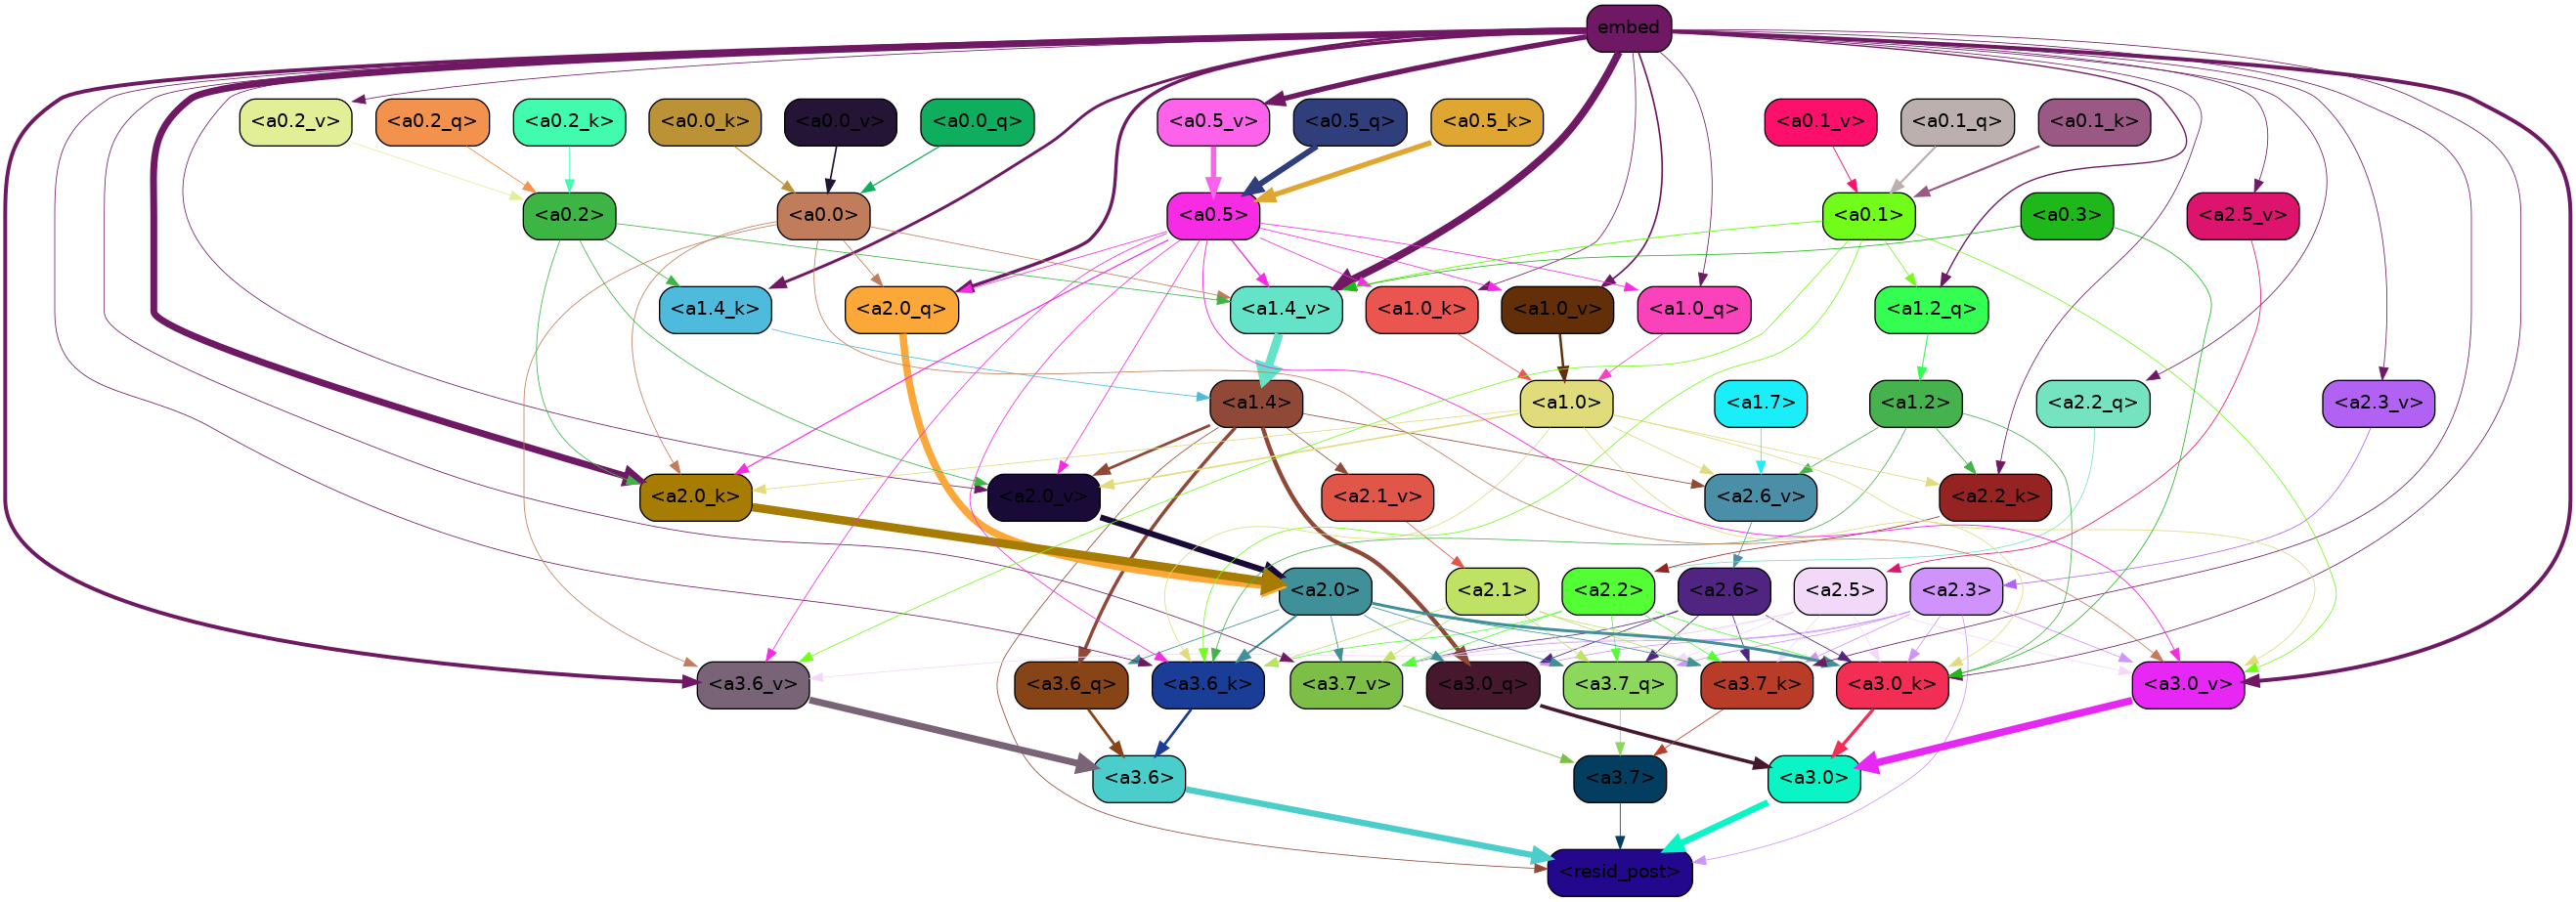 embed
<a0.2_v>
<a0.2_q>
<a0.2_k>
<a0.0_k>
<a0.0_v>
<a0.0_q>
<a0.5_v>
<a0.5_q>
<a0.5_k>
<a0.1_v>
<a0.1_q>
<a0.1_k>
<a0.2>
<a0.0>
<a0.5>
<a0.1>
<a0.3>
<a2.5_v>
<a1.4_k>
<a2.0_q>
<a1.4_v>
<a1.0_k>
<a1.0_v>
<a1.0_q>
<a1.2_q>
<a1.4>
<a1.0>
<a1.7>
<a1.2>
<a2.2_q>
<a2.3_v>
<a2.0_k>
<a2.0_v>
<a2.1_v>
<a2.6_v>
<a2.2_k>
<a2.0>
<a2.1>
<a2.2>
<a2.6>
<a2.5>
<a2.3>
<a3.6_v>
<a3.6_q>
<a3.6_k>
<a3.7_v>
<a3.0_q>
<a3.7_q>
<a3.7_k>
<a3.0_k>
<a3.0_v>
<a3.6>
<a3.7>
<a3.0>
<resid_post>